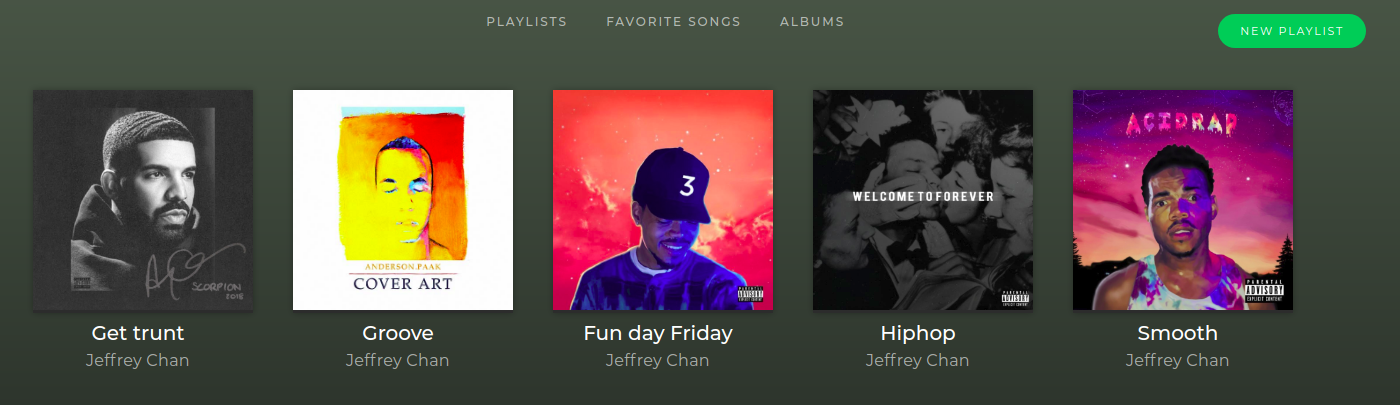 PLAYLISTS FAVORITE SONGS ALBUMS
NEW PLAYLIST
SCORPION
2018
ANDERSON.PAAK
COVER ART
3
WELCOME TO FOREVER
PARENTAL
ADVISORY
EXPLICIT CONTENT
ACIDRAP
PARENTAL
ADVISORY
EXPLICIT CONTENT
PARENTAL
ADVISORY
EXPLICIT CONTENT
Get trunt
Jeffrey Chan
Groove
Jeffrey Chan
Fun day Friday
Jeffrey Chan
Hiphop
Jeffrey Chan
Smooth
Jeffrey Chan